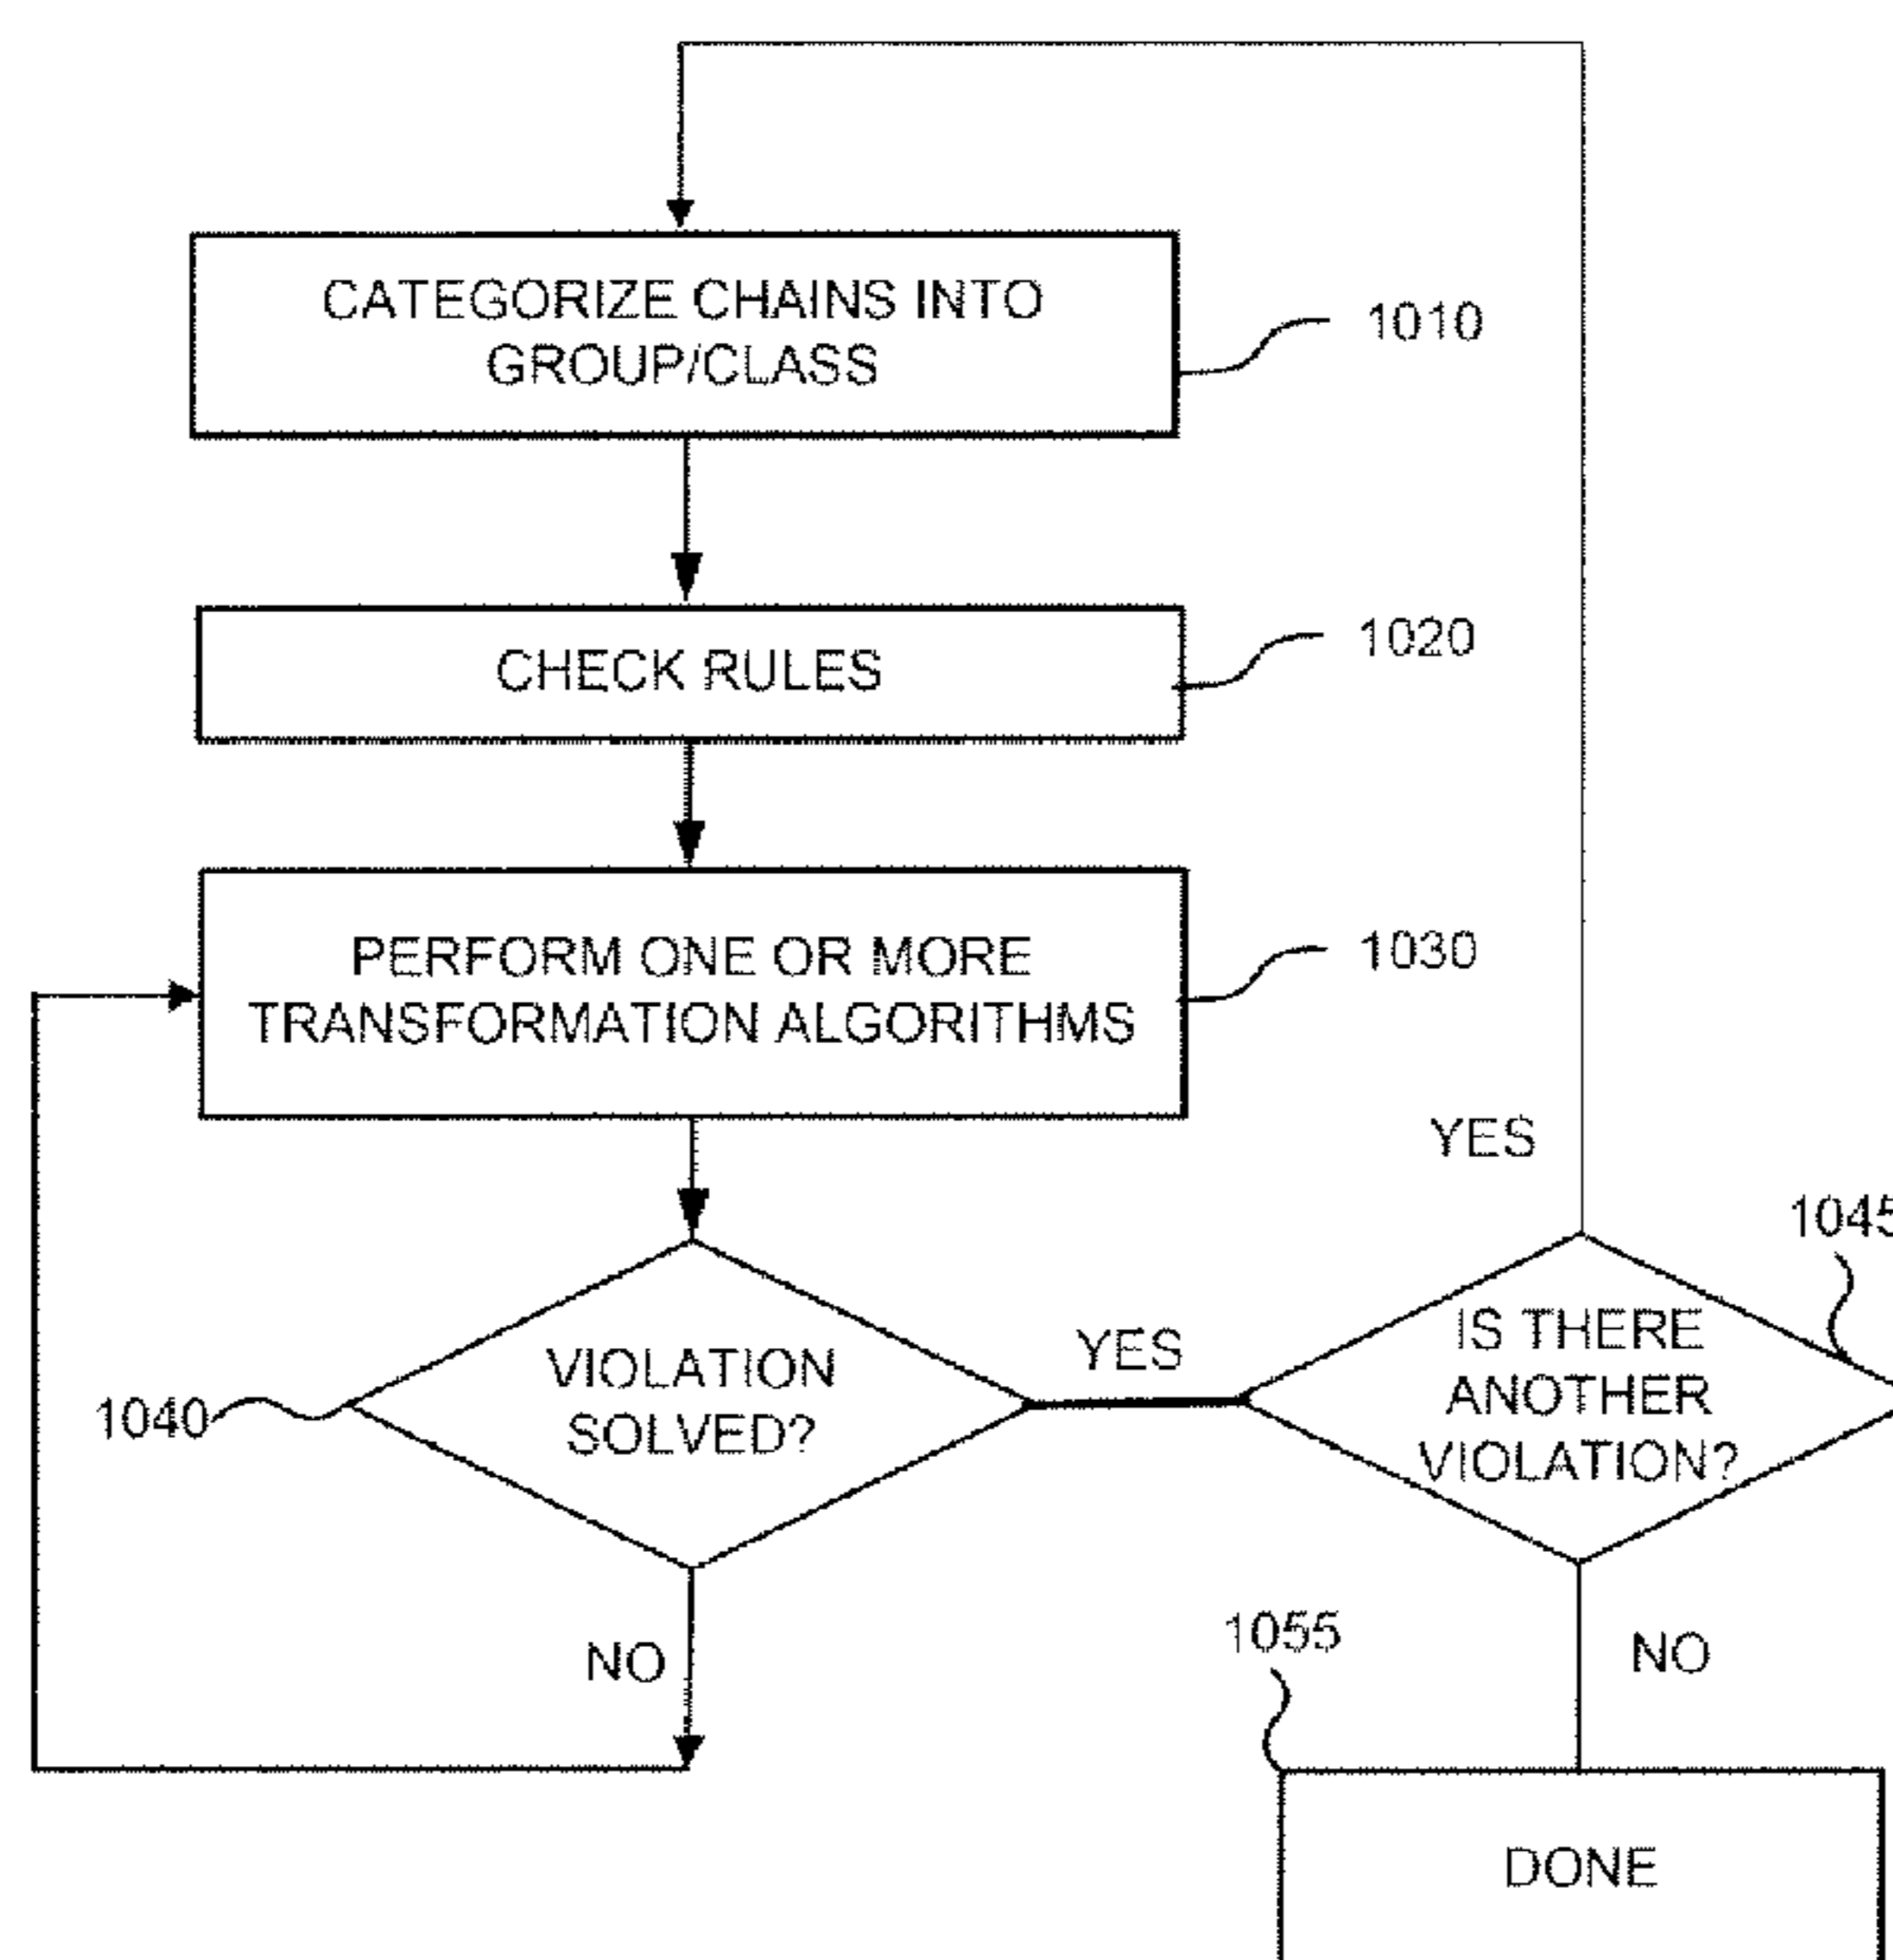 CATEGORIZE CHAINS INTO
GROUP/CLASS
1010
CHECK RULES
1020
PERFORM ONE OR MORE
TRANSFORMATION ALGORITHMS
1030
YES
1045
VIOLATION
SOLVED?
1040
YES
IS THERE
ANOTHER
VIOLATION?
NO
1055
NO
DONE